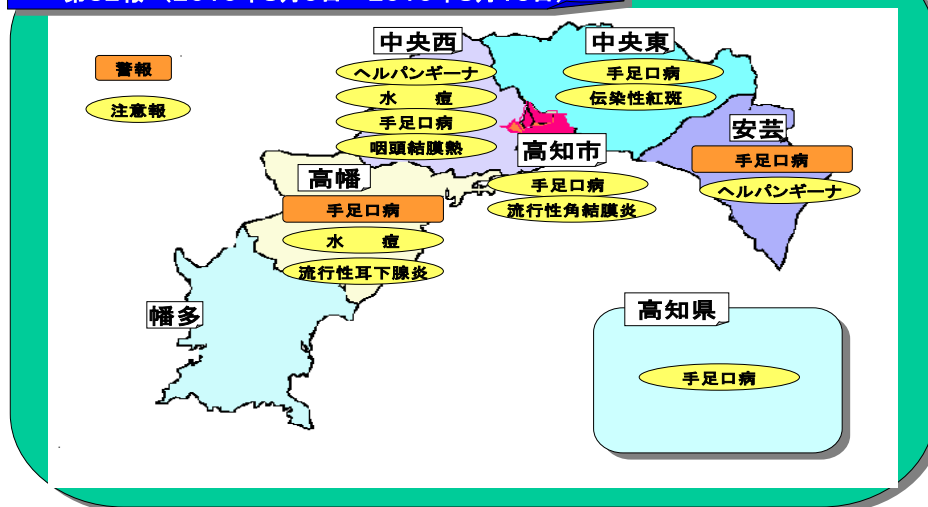 警報
注意報
中央西
ヘルパンギーナ
水　痘
手足口病
咽頭結膜熱
中央東
手足口病
伝染性紅斑
安芸
手足口病
ヘルパンギーナ
高知市
手足口病
流行性角結膜炎
高幡
手足口病
水　痘
流行性耳下腺炎
幡多
高知県
手足口病